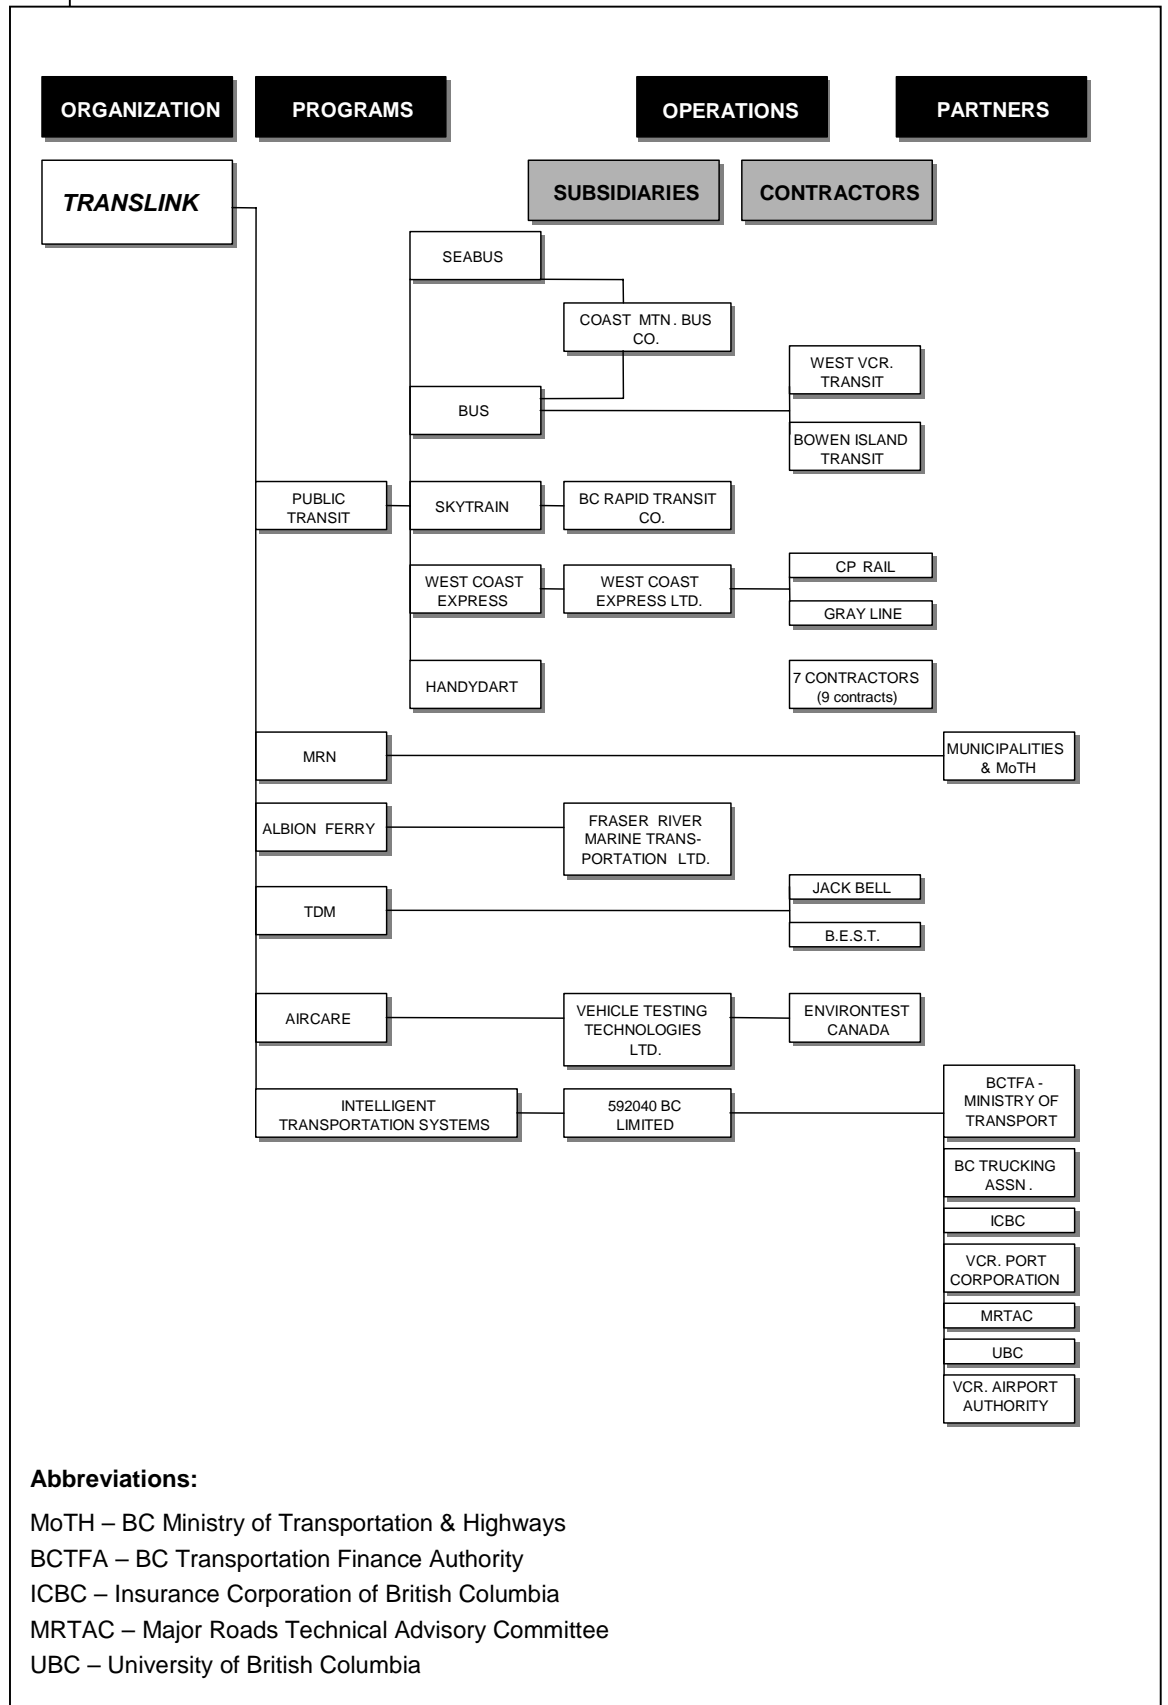 ORGANIZATION
PROGRAMS
OPERATIONS
PARTNERS
TRANSLINK
SUBSIDIARIES
CONTRACTORS
SEABUS
COAST MTN. BUS
CO.
BUS
WEST VCR.
TRANSIT
BOWEN ISLAND
TRANSIT
PUBLIC
TRANSIT
SKYTRAIN
BC RAPID TRANSIT
CO.
WEST COAST
EXPRESS
WEST COAST
EXPRESS LTD.
CP RAIL
GRAY LINE
HANDYDART
7 CONTRACTORS
(9 contracts)
MRN
MUNICIPALITIES
& MoTH
ALBION FERRY
FRASER RIVER
MARINE TRANS-
PORTATION LTD.
TDM
JACK BELL
B.E.S.T.
AIRCARE
VEHICLE TESTING
TECHNOLOGIES
LTD.
ENVIRONTEST
CANADA
INTELLIGENT
TRANSPORTATION SYSTEMS
592040 BC
LIMITED
BCTFA -
MINISTRY OF
TRANSPORT
BC TRUCKING
ASSN.
ICBC
VCR. PORT
CORPORATION
MRTAC
UBC
VCR. AIRPORT
AUTHORITY
Abbreviations:
MoTH – BC Ministry of Transportation & Highways
BCTFA – BC Transportation Finance Authority
ICBC – Insurance Corporation of British Columbia
MRTAC – Major Roads Technical Advisory Committee
UBC – University of British Columbia